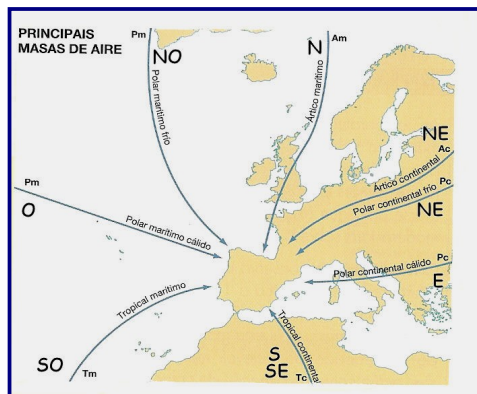 PRINCIPAIS
MASAS DE AIRE
Pm
NO
Polar marítimo frío
N
Am
Ártico marítimo
NE
Ac
Ártico continental
Pc
Polar continental frío
NE
Pm
O
Polar marítimo cálido
Pc
Polar continental cálido
E
Tropical marítimo
SO
Tm
S
SE
Tc
Tropical continental